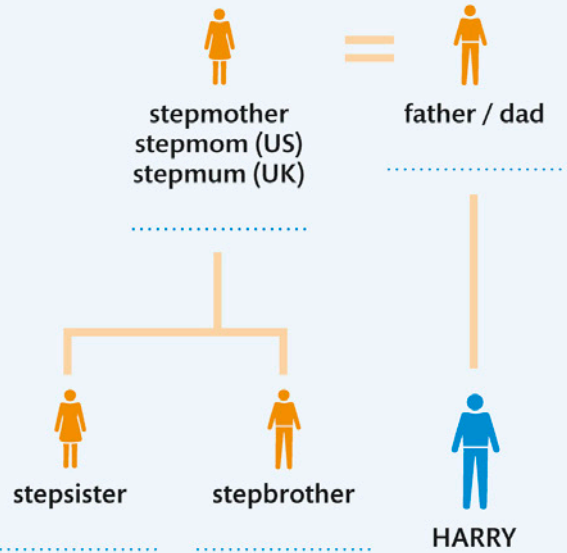 stepmother
stepmom (US)
stepmum (UK)
father / dad
stepsister
stepbrother
HARRY